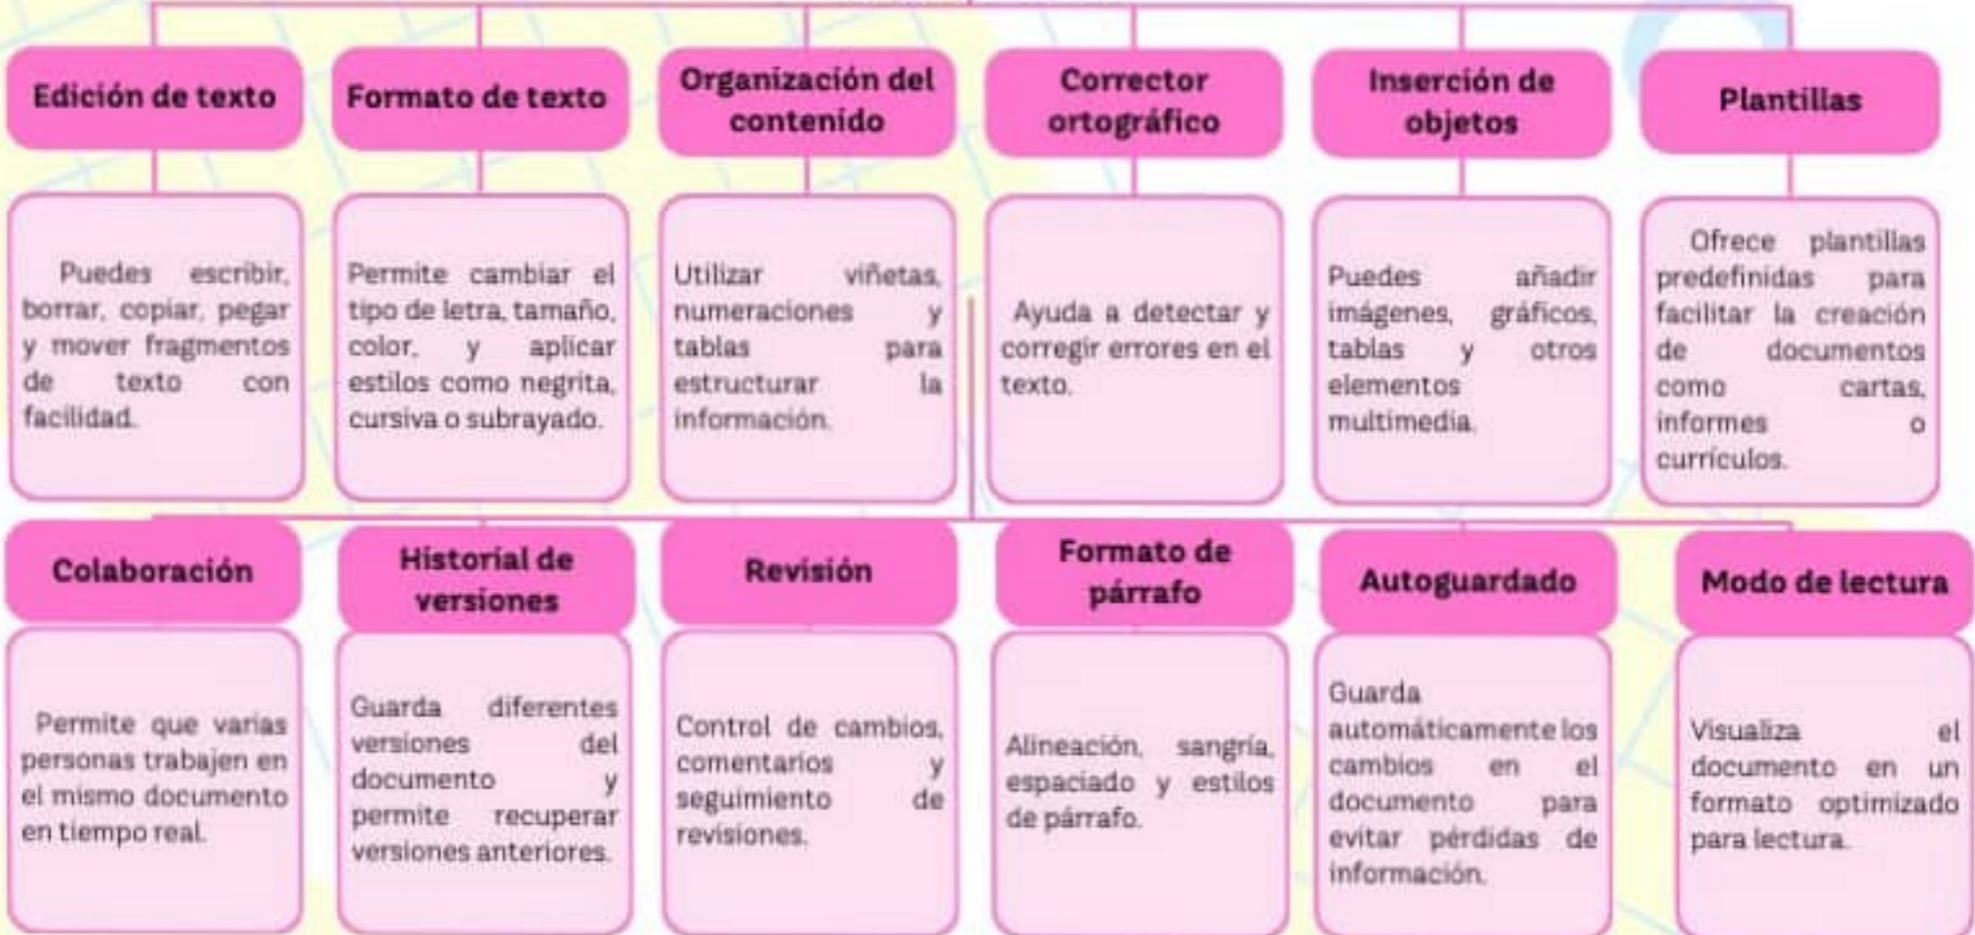 Edición de texto
Puedes escribir,
borrar, copiar, pegar
y mover fragmentos
de texto con
facilidad.
Formato de texto
Permite cambiar el
tipo de letra, tamaño,
color, y aplicar
estilos como negrita,
cursiva o subrayado.
Organización del
contenido
Utilizar viñetas,
numeraciones y
tablas para
estructurar la
información.
Corrector
ortográfico
Ayuda a detectar y
corregir errores en el
texto.
Inserción de
objetos
Puedes añadir
imágenes, gráficos,
tablas y otros
elementos
multimedia.
Plantillas
Ofrece plantillas
predefinidas para
facilitar la creación
de documentos
como cartas,
informes o
currículos.
Colaboración
Permite que varias
personas trabajen en
el mismo documento
en tiempo real.
Historial de
versiones
Guarda diferentes
versiones del
documento y
permite recuperar
versiones anteriores.
Revisión
Control de cambios,
comentarios y
seguimiento de
revisiones.
Formato de
párrafo
Alineación, sangría,
espaciado y estilos
de párrafo.
Autoguardado
Guarda
automáticamente los
cambios en el
documento para
evitar pérdidas de
información.
Modo de lectura
Visualiza el
documento en un
formato optimizado
para lectura.